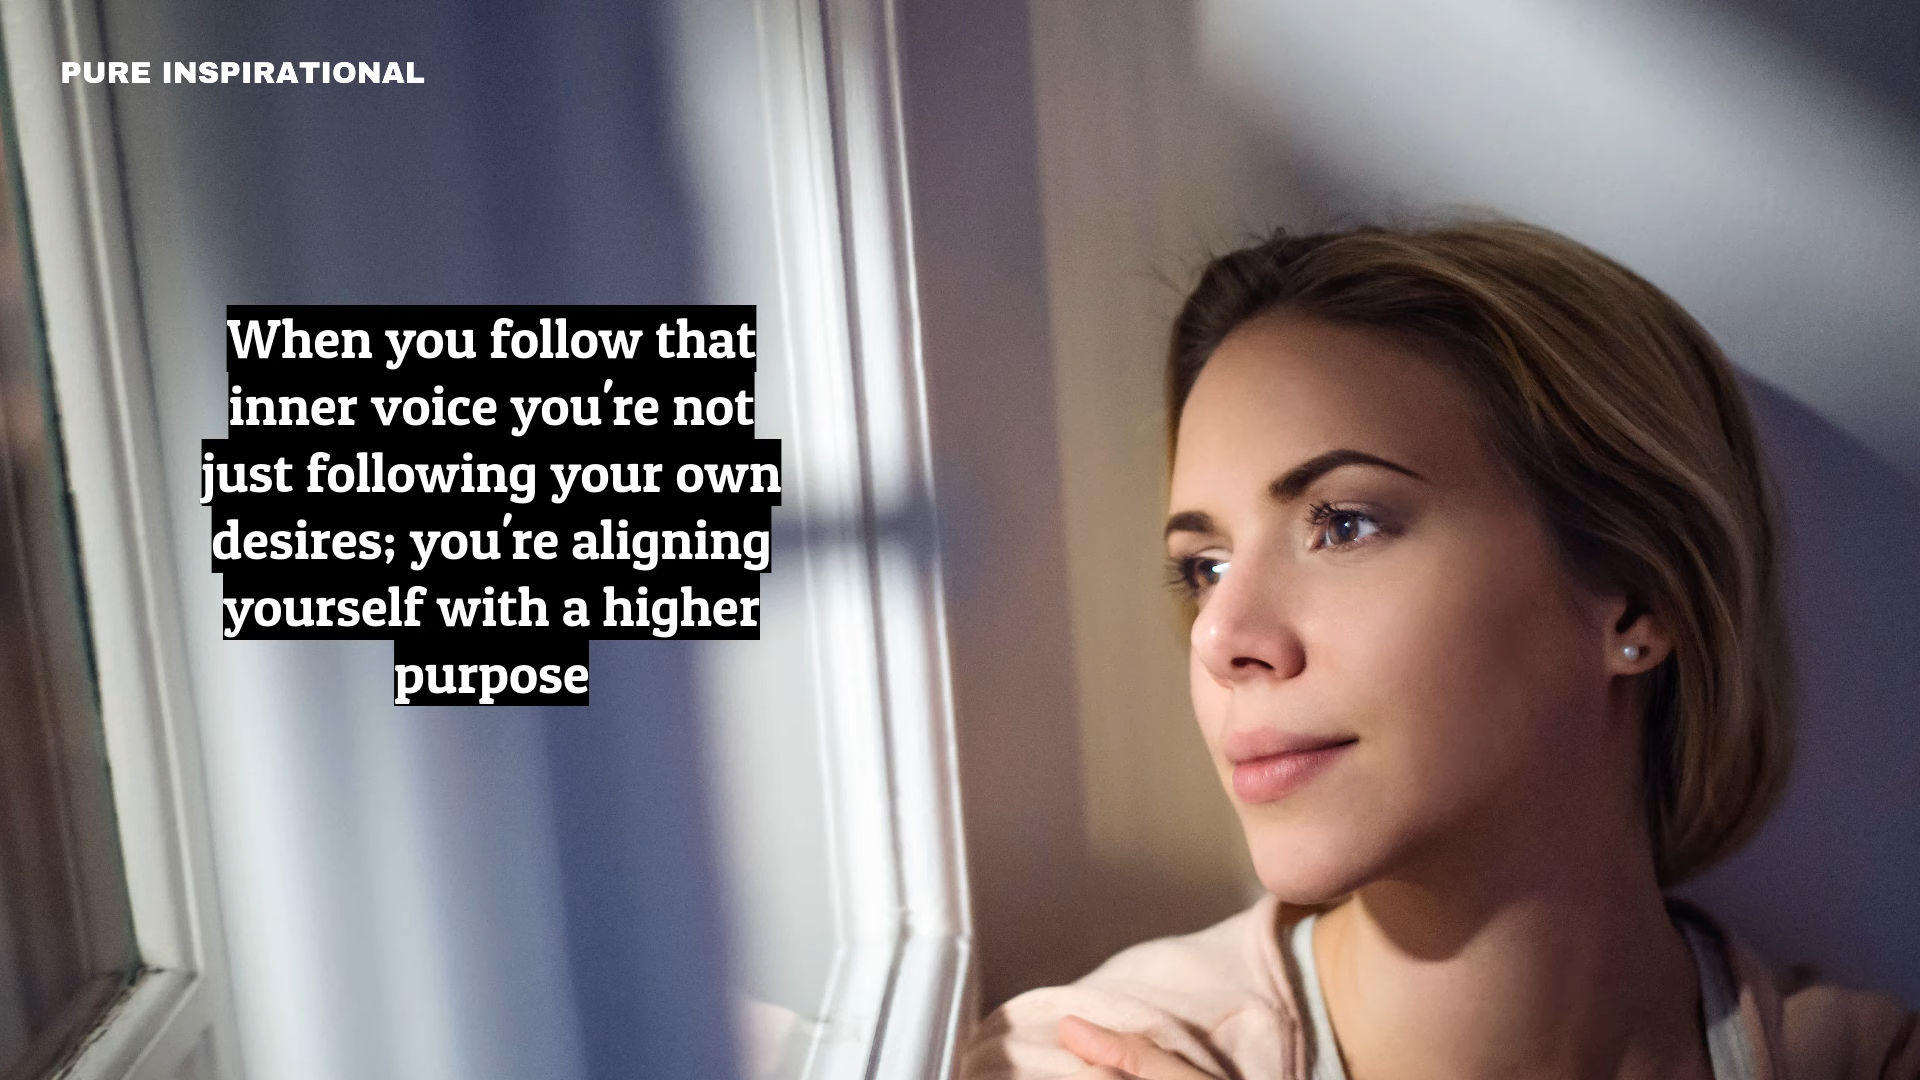 PURE INSPIRATIONAL
When you follow that
inner voice you're not
just following your own
desires; you're aligning
yourself with a higher
purpose